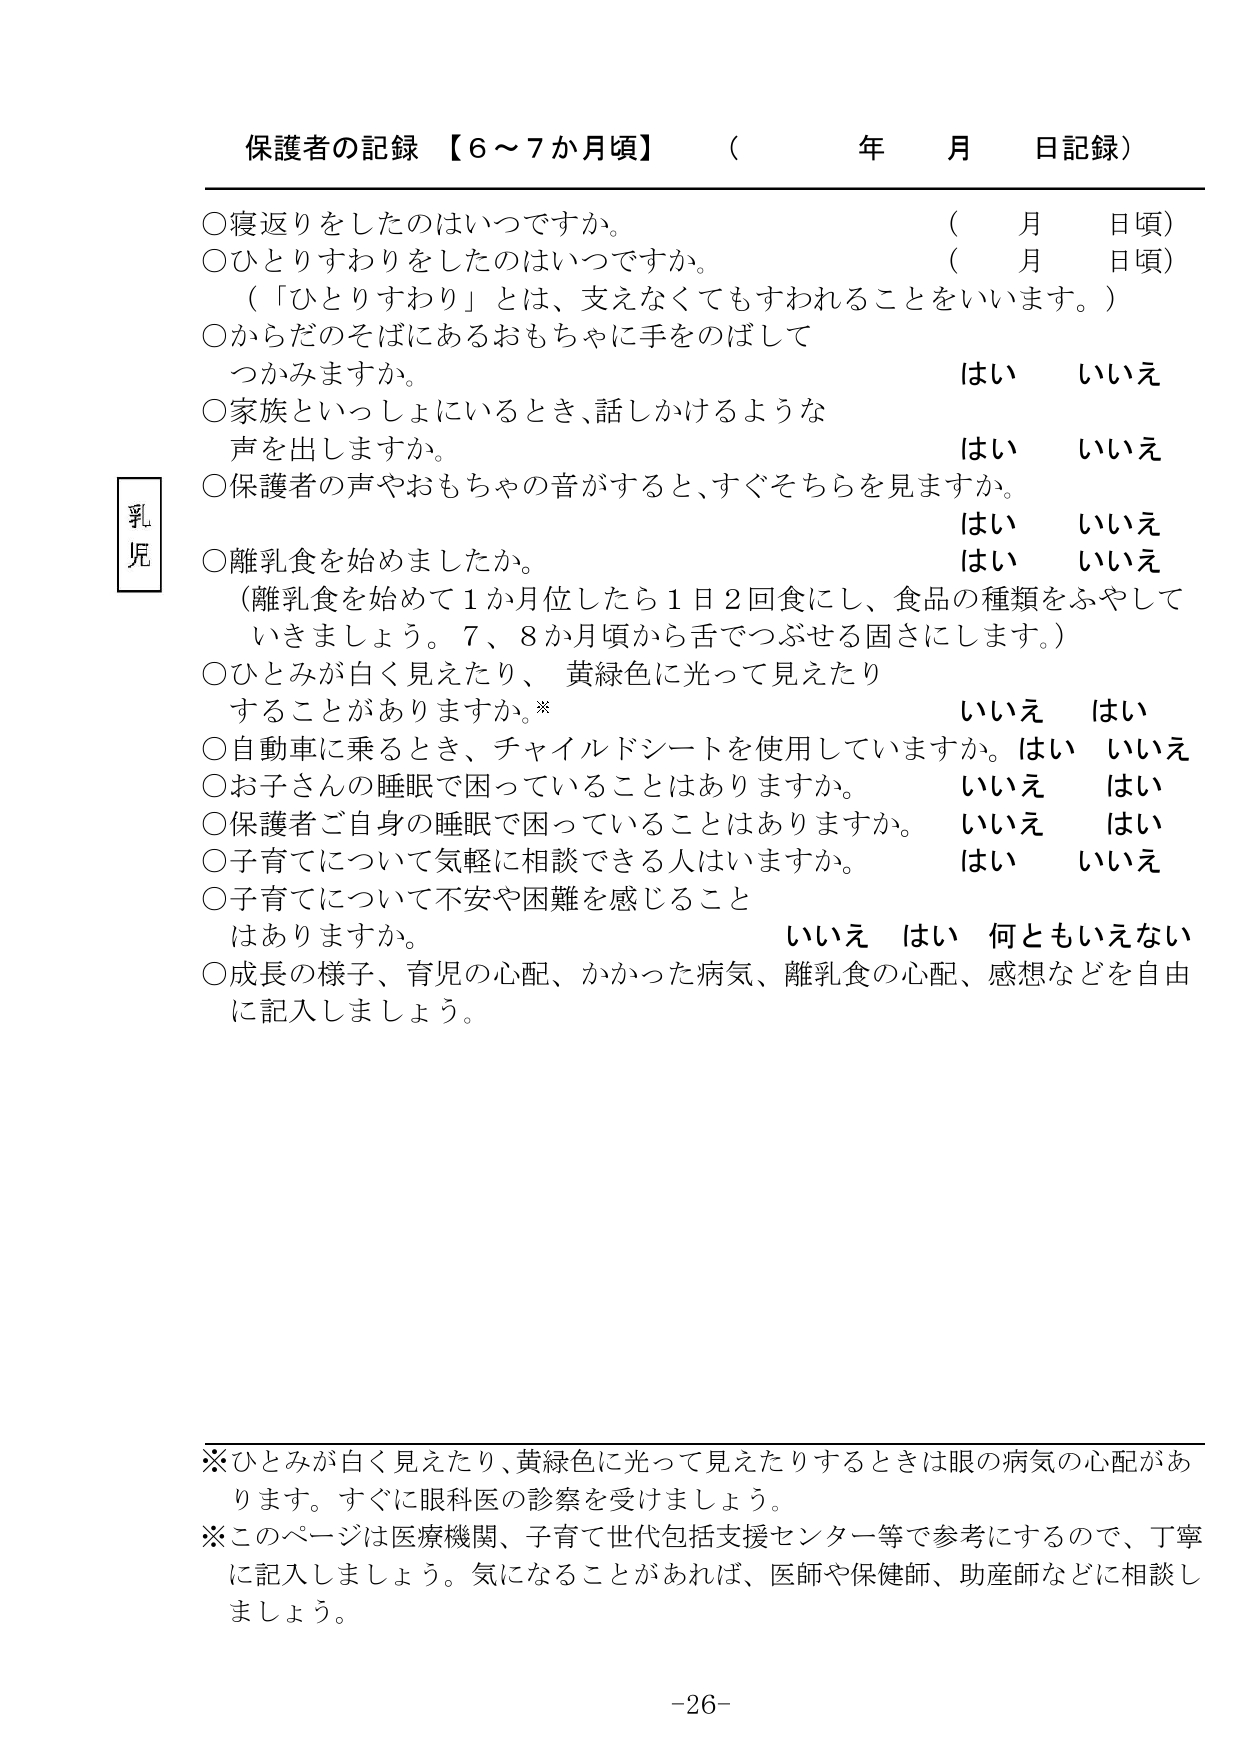 保護者の記録 【６～７か月頃】 （ 年 月 日記録）
○寝返りをしたのはいつですか。 （ 月 日頃）
○ひとりすわりをしたのはいつですか。 （ 月 日頃）
（「ひとりすわり」とは、支えなくてもすわれることをいいます。）
○からだのそばにあるおもちゃに手をのばして
つかみますか。 はい いいえ
○家族といっしょにいるとき、話しかけるような
声を出しますか。 はい いいえ
○保護者の声やおもちゃの音がすると、すぐそちらを見ますか。
はい いいえ
乳
児
○離乳食を始めましたか。 はい いいえ
（離乳食を始めて１か月位したら１日２回食にし、食品の種類をふやして
いきましょう。７、８か月頃から舌でつぶせる固さにします。）
○ひとみが白く見えたり、 黄緑色に光って見えたり
することがありますか。※ いいえ はい
○自動車に乗るとき、チャイルドシートを使用していますか。 はい いいえ
○お子さんの睡眠で困っていることはありますか。 いいえ はい
○保護者ご自身の睡眠で困っていることはありますか。 いいえ はい
○子育てについて気軽に相談できる人はいますか。 はい いいえ
○子育てについて不安や困難を感じること
はありますか。 いいえ はい 何ともいえない
○成長の様子、育児の心配、かかった病気、離乳食の心配、感想などを自由
に記入しましょう。
※ひとみが白く見えたり、黄緑色に光って見えたりするときは眼の病気の心配があ
ります。すぐに眼科医の診察を受けましょう。
※このページは医療機関、子育て世代包括支援センター等で参考にするので、丁寧
に記入しましょう。気になることがあれば、医師や保健師、助産師などに相談し
ましょう。
-26-